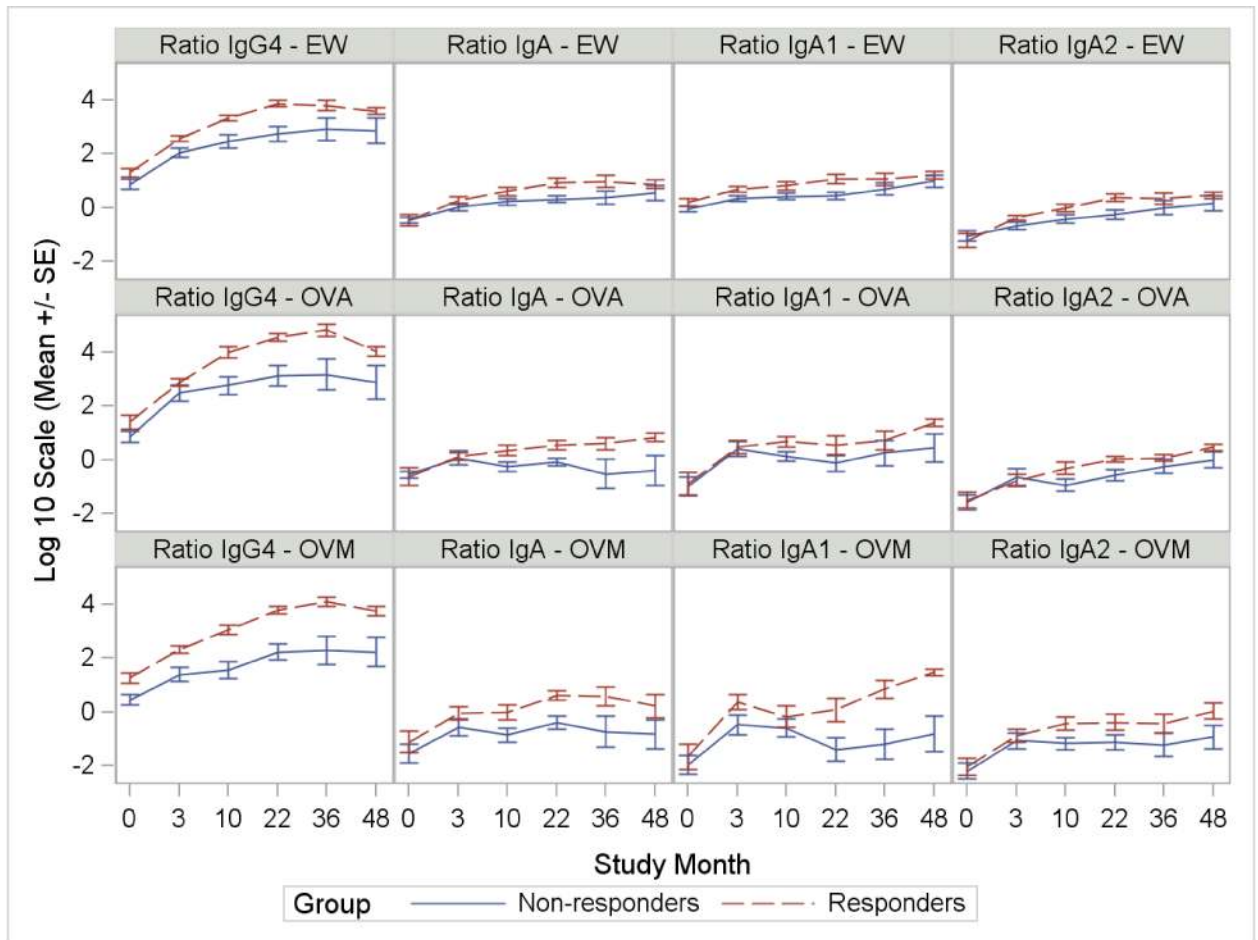 Ratio IgG4 - EW Ratio IgA - EW Ratio IgA1 - EW Ratio IgA2 - EW
4
2
0
-2
Ratio IgG4 - OVA Ratio IgA - OVA Ratio IgA1 - OVA Ratio IgA2 - OVA
4
2
0
-2
Ratio IgG4 - OVM Ratio IgA - OVM Ratio IgA1 - OVM Ratio IgA2 - OVM
4
2
0
-2
Log 10 Scale (Mean +/- SE)
0 3 10 22 36 48 0 3 10 22 36 48 0 3 10 22 36 48 0 3 10 22 36 48
Study Month
Group Non-responders Responders